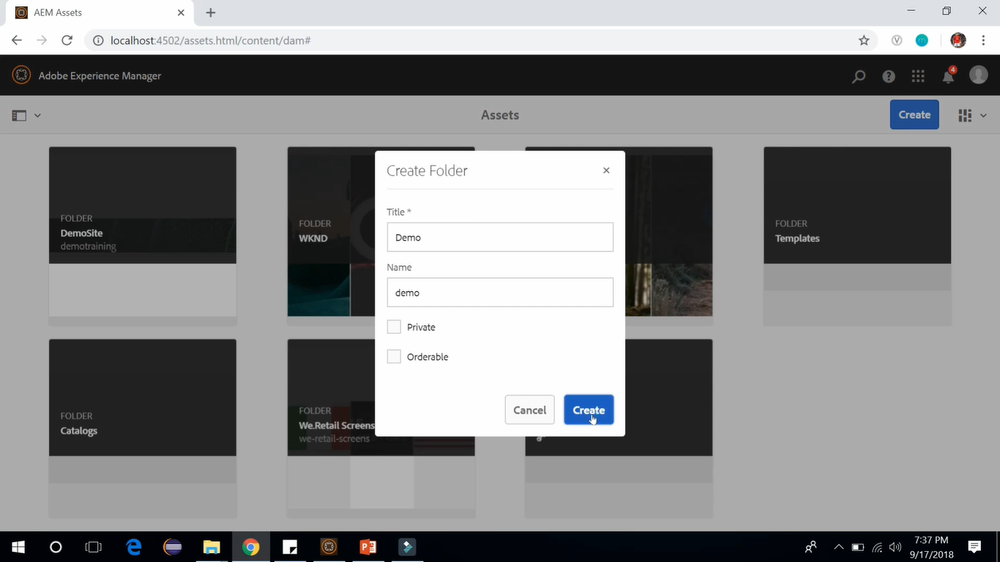 AEM Assets
localhost:4502/assets.html/content/dam#
Adobe Experience Manager
4
Assets
Create
FOLDER
DemoSite
demotraining
FOLDER
WKND
FOLDER
Templates
Create Folder
Title *
Demo
Name
demo
Private
Orderable
Cancel
Create
FOLDER
Catalogs
FOLDER
We.Retail Screens
we-retail-screens
7:37 PM
9/17/2018